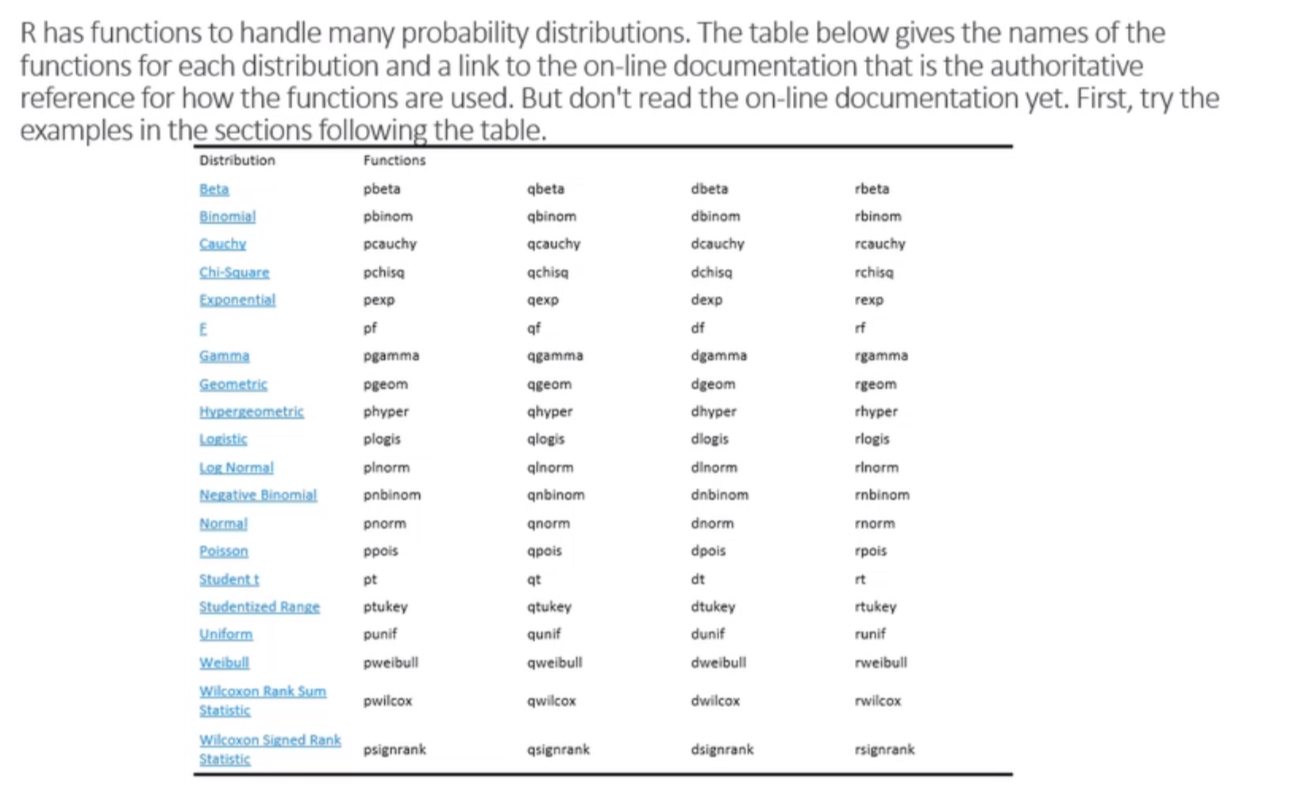 R has functions to handle many probability distributions. The table below gives the names of the
functions for each distribution and a link to the on-line documentation that is the authoritative
reference for how the functions are used. But don't read the on-line documentation yet. First, try the
examples in the sections following the table.
Distribution Functions
Beta pbeta qbeta dbeta rbeta
Binomial pbinom qbinom dbinom rbinom
Cauchy pcauchy qcauchy dcauchy rcauchy
Chi-Square pchisq qchisq dchisq rchisq
Exponential pexp qexp dexp rexp
F pf qf df rf
Gamma pgamma qgamma dgamma rgamma
Geometric pgeom qgeom dgeom rgeom
Hypergeometric phyper qhyper dhyper rhyper
Logistic plogis qlogis dlogis rlogis
Log Normal plnorm qlnorm dlnorm rlnorm
Negative Binomial pnbinom qnbinom dnbinom rnbinom
Normal pnorm qnorm dnorm rnorm
Poisson ppois qpois dpois rpois
Student t pt qt dt rt
Studentized Range ptukey qtukey dtukey rtukey
Uniform punif qunif dunif runif
Weibull pweibull qweibull dweibull rweibull
Wilcoxon Rank Sum
Statistic pwilcox qwilcox dwilcox rwilcox
Wilcoxon Signed Rank
Statistic psignrank qsignrank dsignrank rsignrank